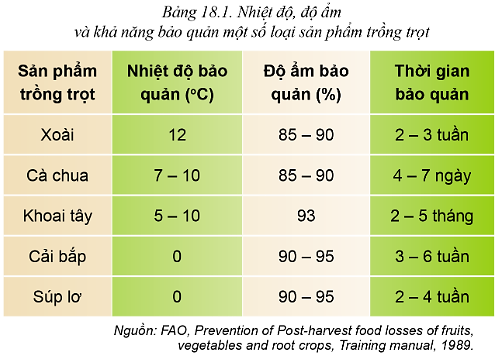 Bảng 18.1. Nhiệt độ, độ ẩm
và khả năng bảo quản một số loại sản phẩm trồng trọt
Sản phẩm trồng trọt | Nhiệt độ bảo quản (°C) | Độ ẩm bảo quản (%) | Thời gian bảo quản
Xoài | 12 | 85 – 90 | 2 – 3 tuần
Cà chua | 7 – 10 | 85 – 90 | 4 – 7 ngày
Khoai tây | 5 – 10 | 93 | 2 – 5 tháng
Cải bắp | 0 | 90 – 95 | 3 – 6 tuần
Súp lơ | 0 | 90 – 95 | 2 – 4 tuần
Nguồn: FAO, Prevention of Post-harvest food losses of fruits,
vegetables and root crops, Training manual, 1989.